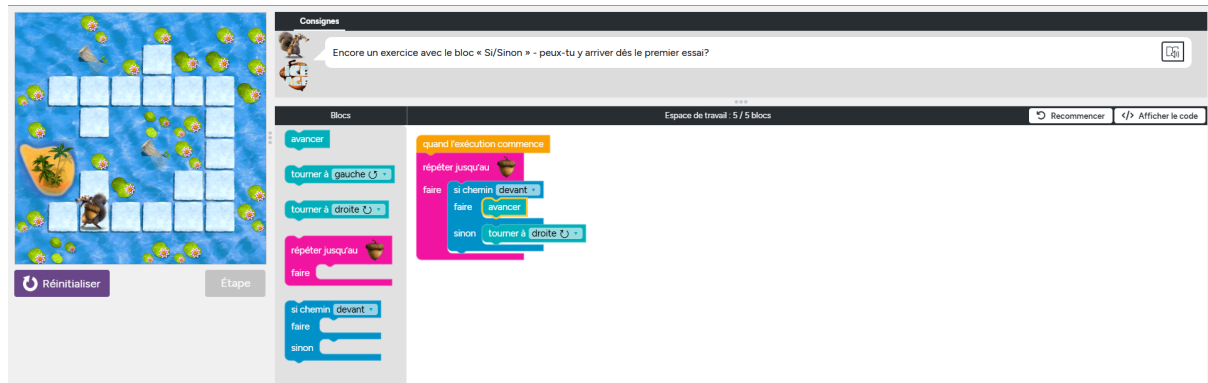 Consignes
Encore un exercice avec le bloc « Si/Sinon » - peux-tu y arriver dès le premier essai?
Blocs
Espace de travail : 5 / 5 blocs
Recommencer
</> Afficher le code
avancer
tourner à gauche
tourner à droite
répéter jusqu'au
faire
si chemin devant
faire
sinon
quand l'exécution commence
répéter jusqu'au
faire
si chemin devant
faire avancer
sinon tourner à droite
Réinitialiser
Étape